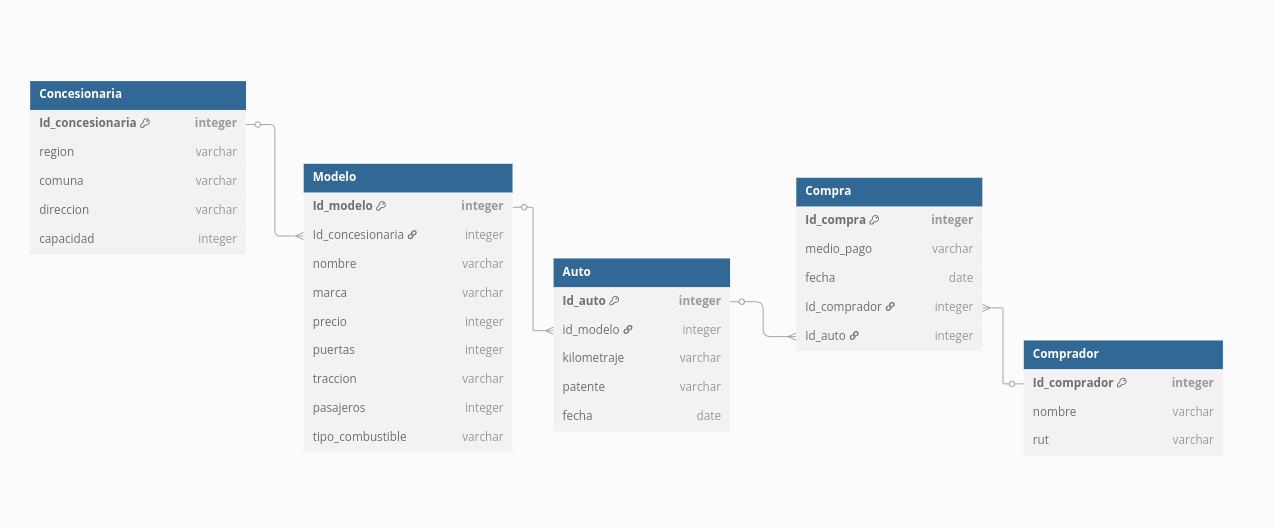 Concesionaria
Id_concesionaria integer
region varchar
comuna varchar
direccion varchar
capacidad integer
Modelo
Id_modelo integer
Id_concesionaria integer
nombre varchar
marca varchar
precio integer
puertas integer
traccion varchar
pasajeros integer
tipo_combustible varchar
Auto
Id_auto integer
id_modelo integer
kilometraje varchar
patente varchar
fecha date
Compra
Id_compra integer
medio_pago varchar
fecha date
Id_comprador integer
Id_auto integer
Comprador
Id_comprador integer
nombre varchar
rut varchar